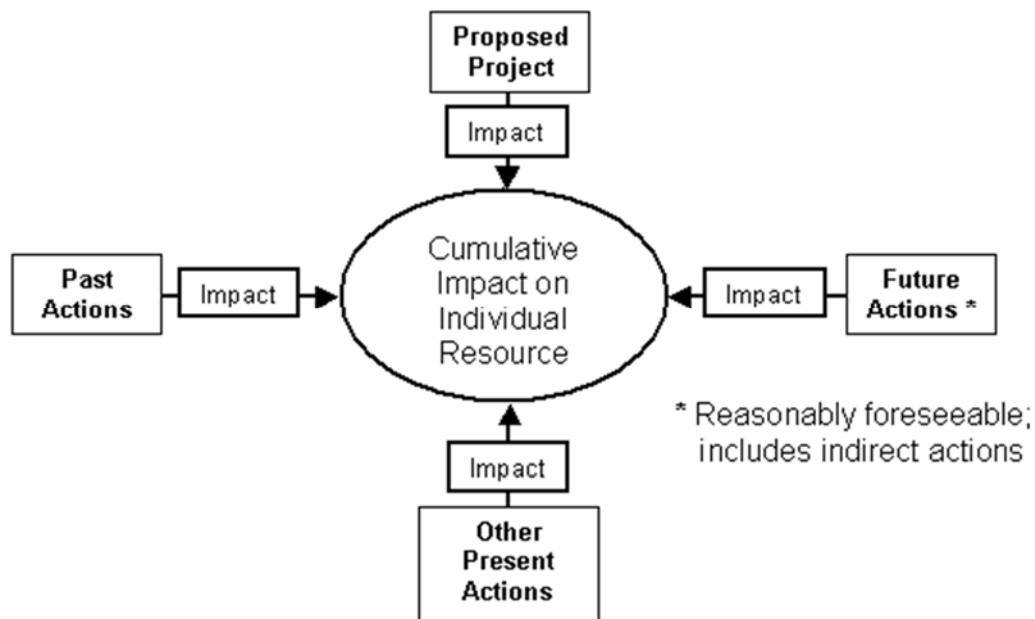 Proposed
Project
Impact
Past
Actions
Impact
Cumulative
Impact on
Individual
Resource
Impact
Future
Actions *
* Reasonably foreseeable;
includes indirect actions
Impact
Other
Present
Actions